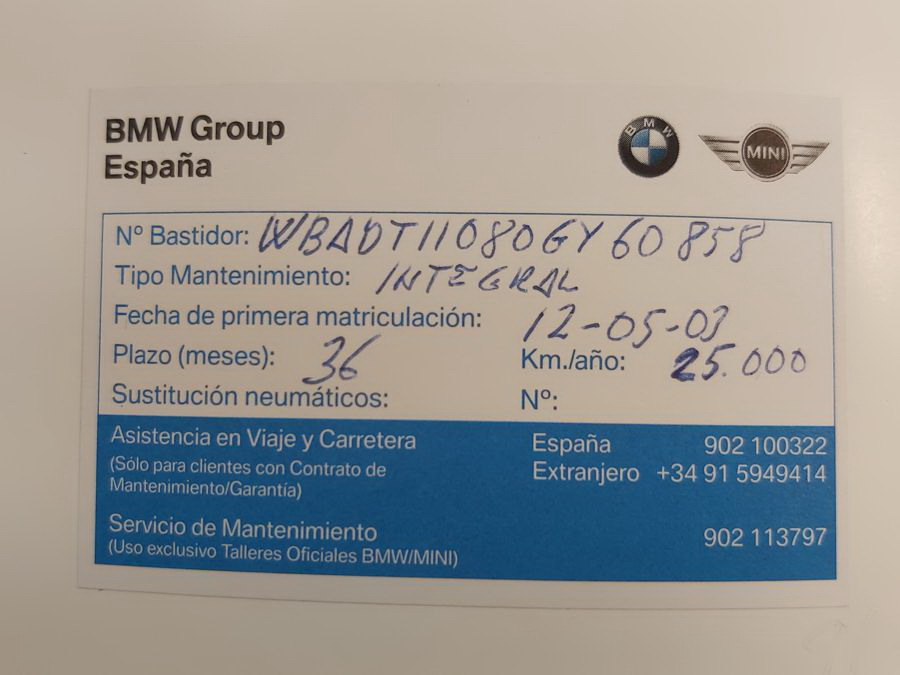 BMW Group
España
BMW
MINI
Nº Bastidor: WBADT11080GY60858
Tipo Mantenimiento: INTEGRAL
Fecha de primera matriculación: 12-05-03
Plazo (meses): 36 Km./año: 25.000
Sustitución neumáticos: Nº:
Asistencia en Viaje y Carretera España 902 100322
(Sólo para clientes con Contrato de Extranjero +34 91 5949414
Mantenimiento/Garantía)
Servicio de Mantenimiento 902 113797
(Uso exclusivo Talleres Oficiales BMW/MINI)